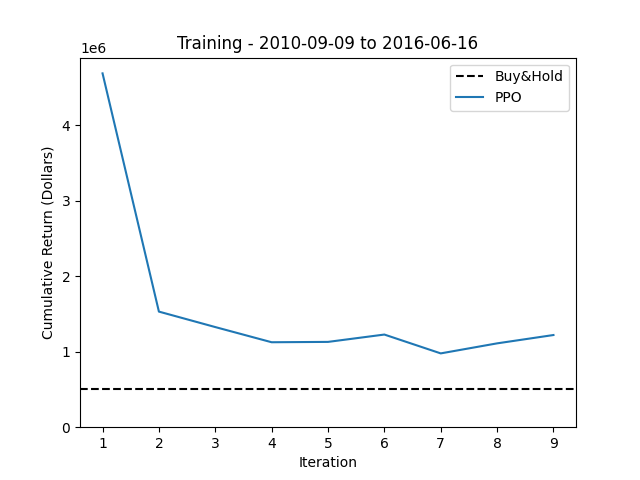 Training - 2010-09-09 to 2016-06-16
1e6
Buy&Hold
PPO
Cumulative Return (Dollars)
4
3
2
1
0
1 2 3 4 5 6 7 8 9
Iteration